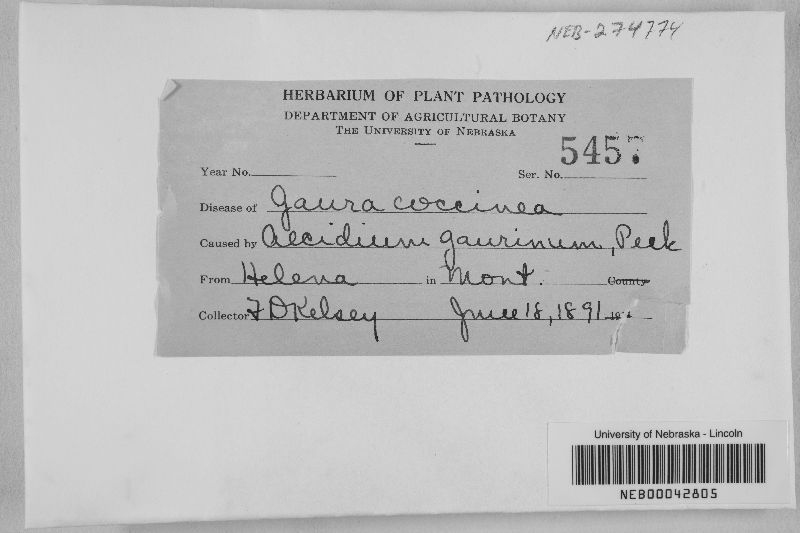 NEB-274774
HERBARIUM OF PLANT PATHOLOGY
DEPARTMENT OF AGRICULTURAL BOTANY
THE UNIVERSITY OF NEBRASKA
Year No. Ser. No. 545
Disease of Gaura coccinea
Caused by Aecidium gaurinum, Peck
From Helena in Mont. County
Collector F D Kelsey June 18, 1891
University of Nebraska - Lincoln
NEB00042805